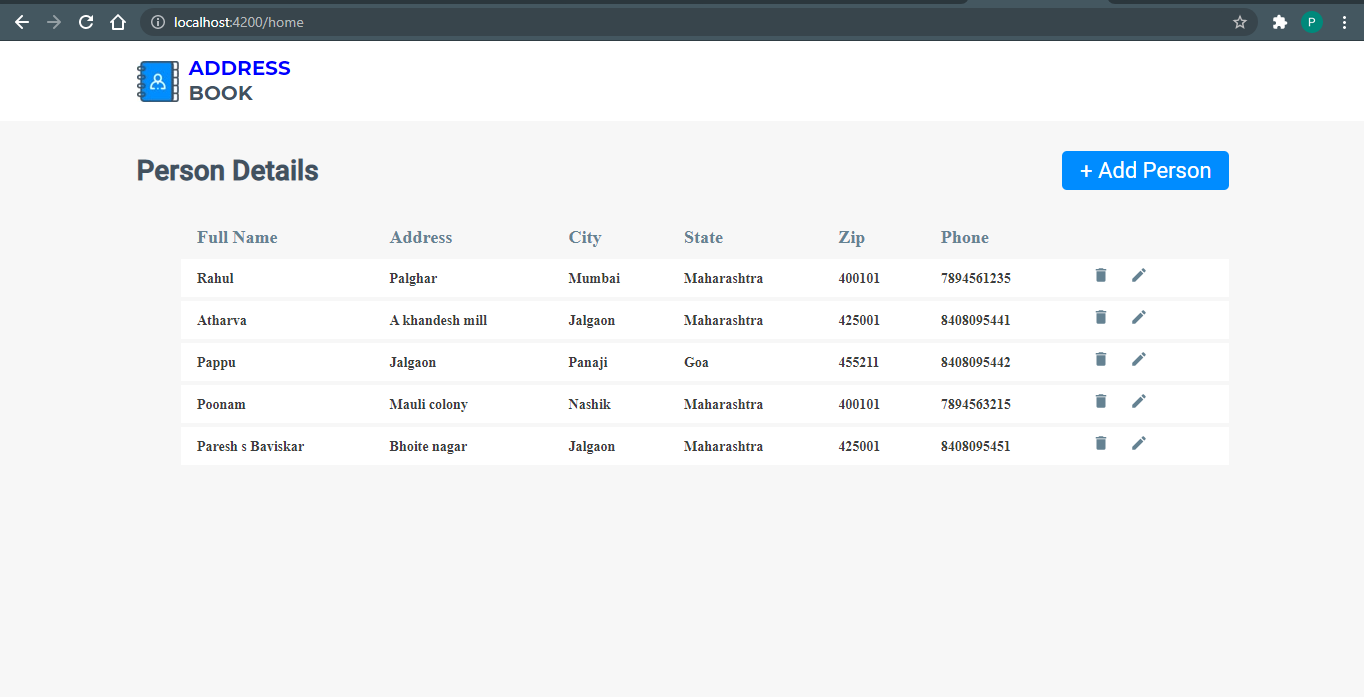 localhost:4200/home
P
ADDRESS
BOOK
Person Details
+ Add Person
Full Name Address City State Zip Phone
Rahul Palghar Mumbai Maharashtra 400101 7894561235
Atharva A khandesh mill Jalgaon Maharashtra 425001 8408095441
Pappu Jalgaon Panaji Goa 455211 8408095442
Poonam Mauli colony Nashik Maharashtra 400101 7894563215
Paresh s Baviskar Bhoite nagar Jalgaon Maharashtra 425001 8408095451